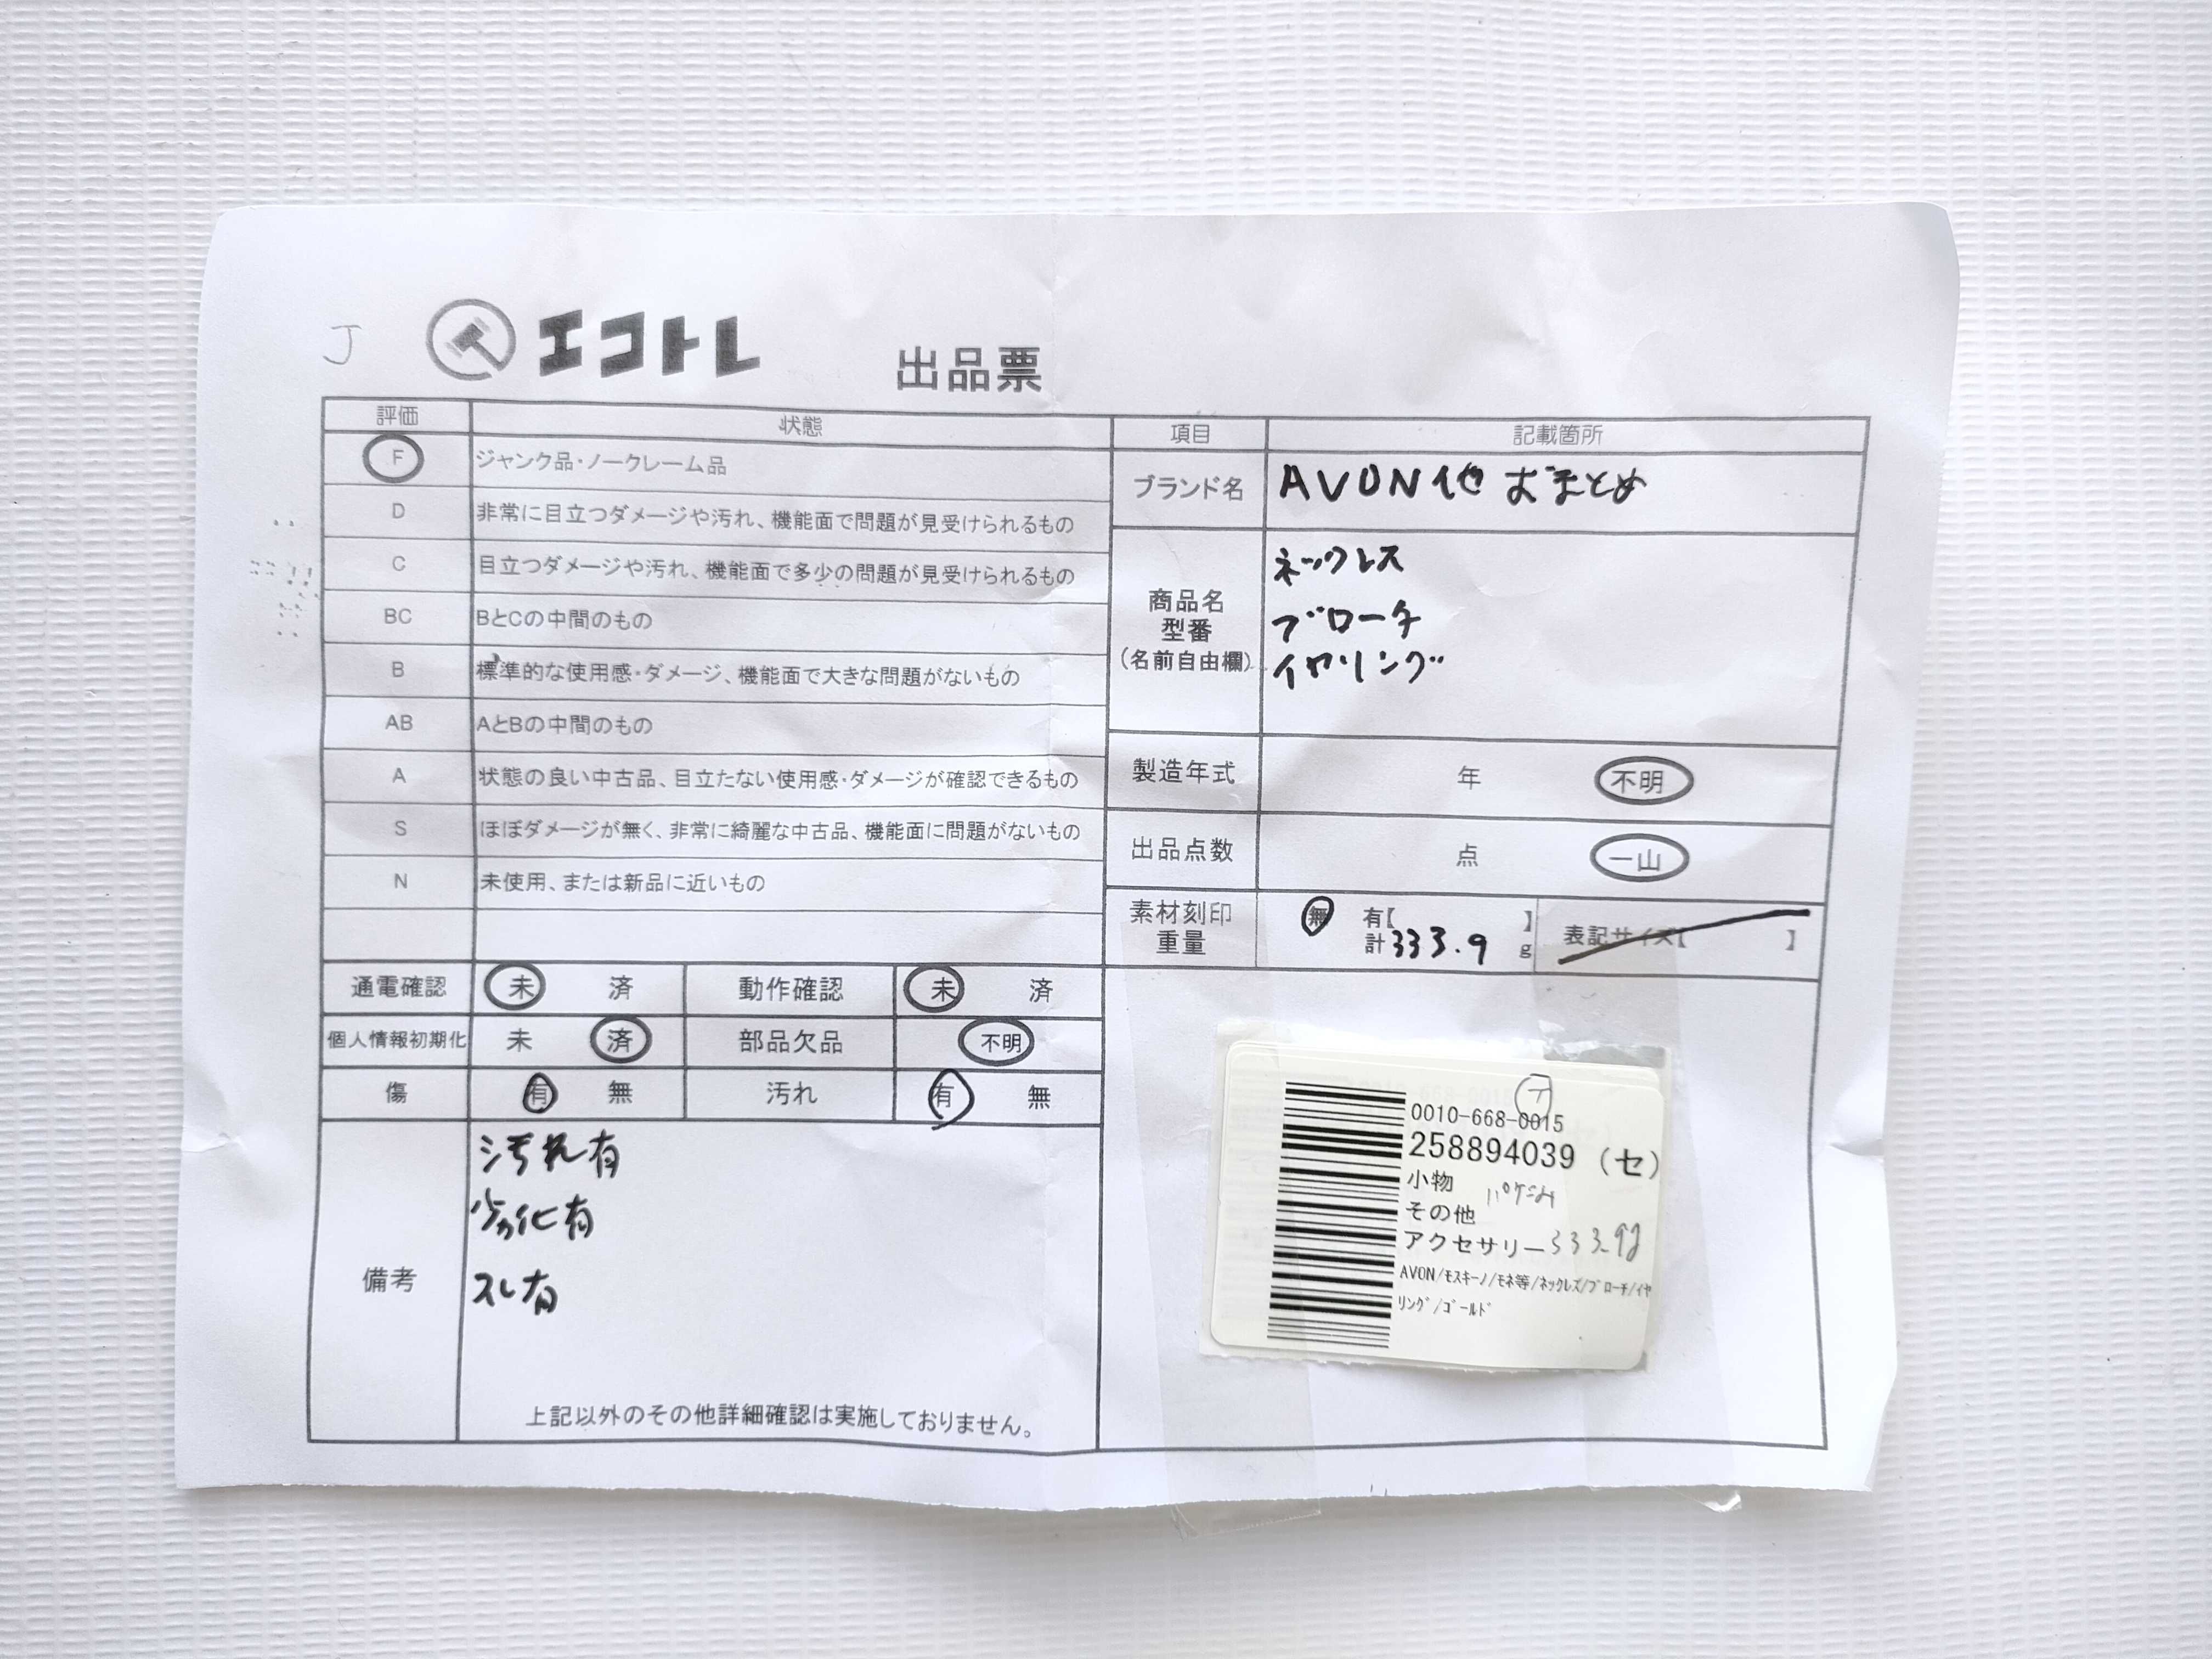 J
エコトレ
出品票
評価 状態
F ジャンク品・ノークレーム品
D 非常に目立つダメージや汚れ、機能面で問題が見受けられるもの
C 目立つダメージや汚れ、機能面で多少の問題が見受けられるもの
BC BとCの中間のもの
B 標準的な使用感・ダメージ、機能面で大きな問題がないもの
AB AとBの中間のもの
A 状態の良い中古品、目立たない使用感・ダメージが確認できるもの
S ほぼダメージが無く、非常に綺麗な中古品、機能面に問題がないもの
N 未使用、または新品に近いもの
通電確認 未 済 動作確認 未 済
個人情報初期化 未 済 部品欠品 不明
傷 有 無 汚れ 有 無
備考
汚れ有
劣化有
スレ有
上記以外のその他詳細確認は実施しておりません。
項目 記載箇所
ブランド名 AVON他 おまとめ
商品名
型番
(名前自由欄)
ネックレス
ブローチ
イヤリング
製造年式 年 不明
出品点数 点 一山
素材刻印 無 有【 】
重量 計333.9 g
表記サイズ【 】
0010-668-0015
258894039 (セ)
小物
その他
アクセサリー 333.9g
AVON/ﾓｽｷｰﾉ/ﾓﾈ等/ﾈｯｸﾚｽ/ﾌﾞﾛｰﾁ/ｲﾔ
ﾘﾝｸﾞ/ｺﾞｰﾙﾄﾞ